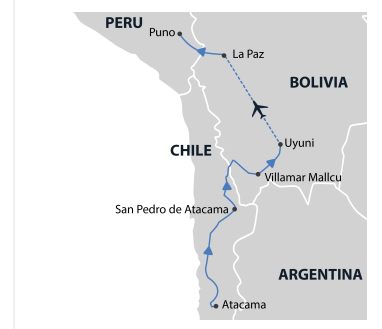 PERU
Puno
La Paz
BOLIVIA
Uyuni
CHILE
Villamar Mallcu
San Pedro de Atacama
ARGENTINA
Atacama